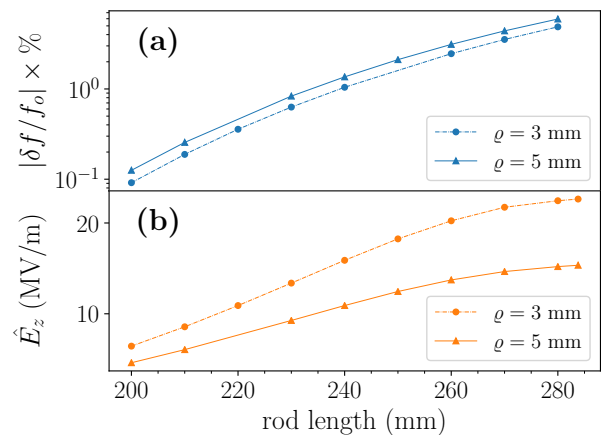 (a)
|δf/f_o| × %
10^0
10^{-1}
ϱ = 3 mm
ϱ = 5 mm
(b)
Ê_z (MV/m)
20
10
ϱ = 3 mm
ϱ = 5 mm
200 210 220 230 240 250 260 270 280
rod length (mm)